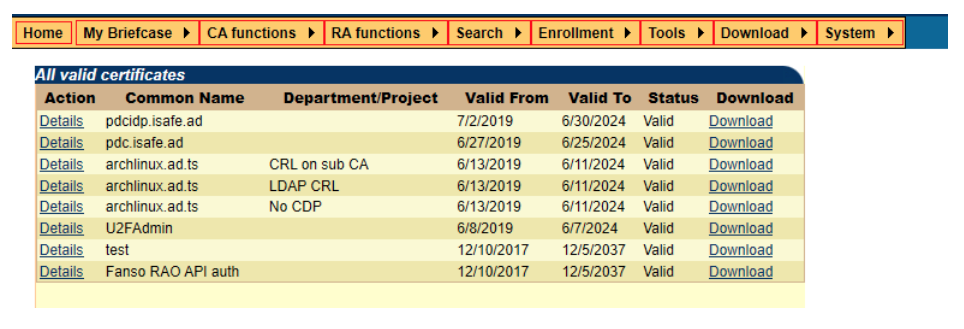 Home My Briefcase CA functions RA functions Search Enrollment Tools Download System
All valid certificates
Action Common Name Department/Project Valid From Valid To Status Download
Details pdcidp.isafe.ad 7/2/2019 6/30/2024 Valid Download
Details pdc.isafe.ad 6/27/2019 6/25/2024 Valid Download
Details archlinux.ad.ts CRL on sub CA 6/13/2019 6/11/2024 Valid Download
Details archlinux.ad.ts LDAP CRL 6/13/2019 6/11/2024 Valid Download
Details archlinux.ad.ts No CDP 6/13/2019 6/11/2024 Valid Download
Details U2FAdmin 6/8/2019 6/7/2024 Valid Download
Details test 12/10/2017 12/5/2037 Valid Download
Details Fanso RAO API auth 12/10/2017 12/5/2037 Valid Download